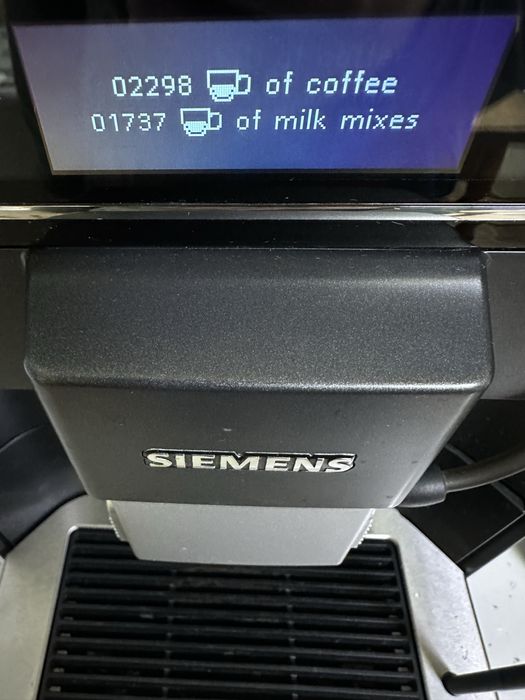 02298 of coffee
01737 of milk mixes
SIEMENS